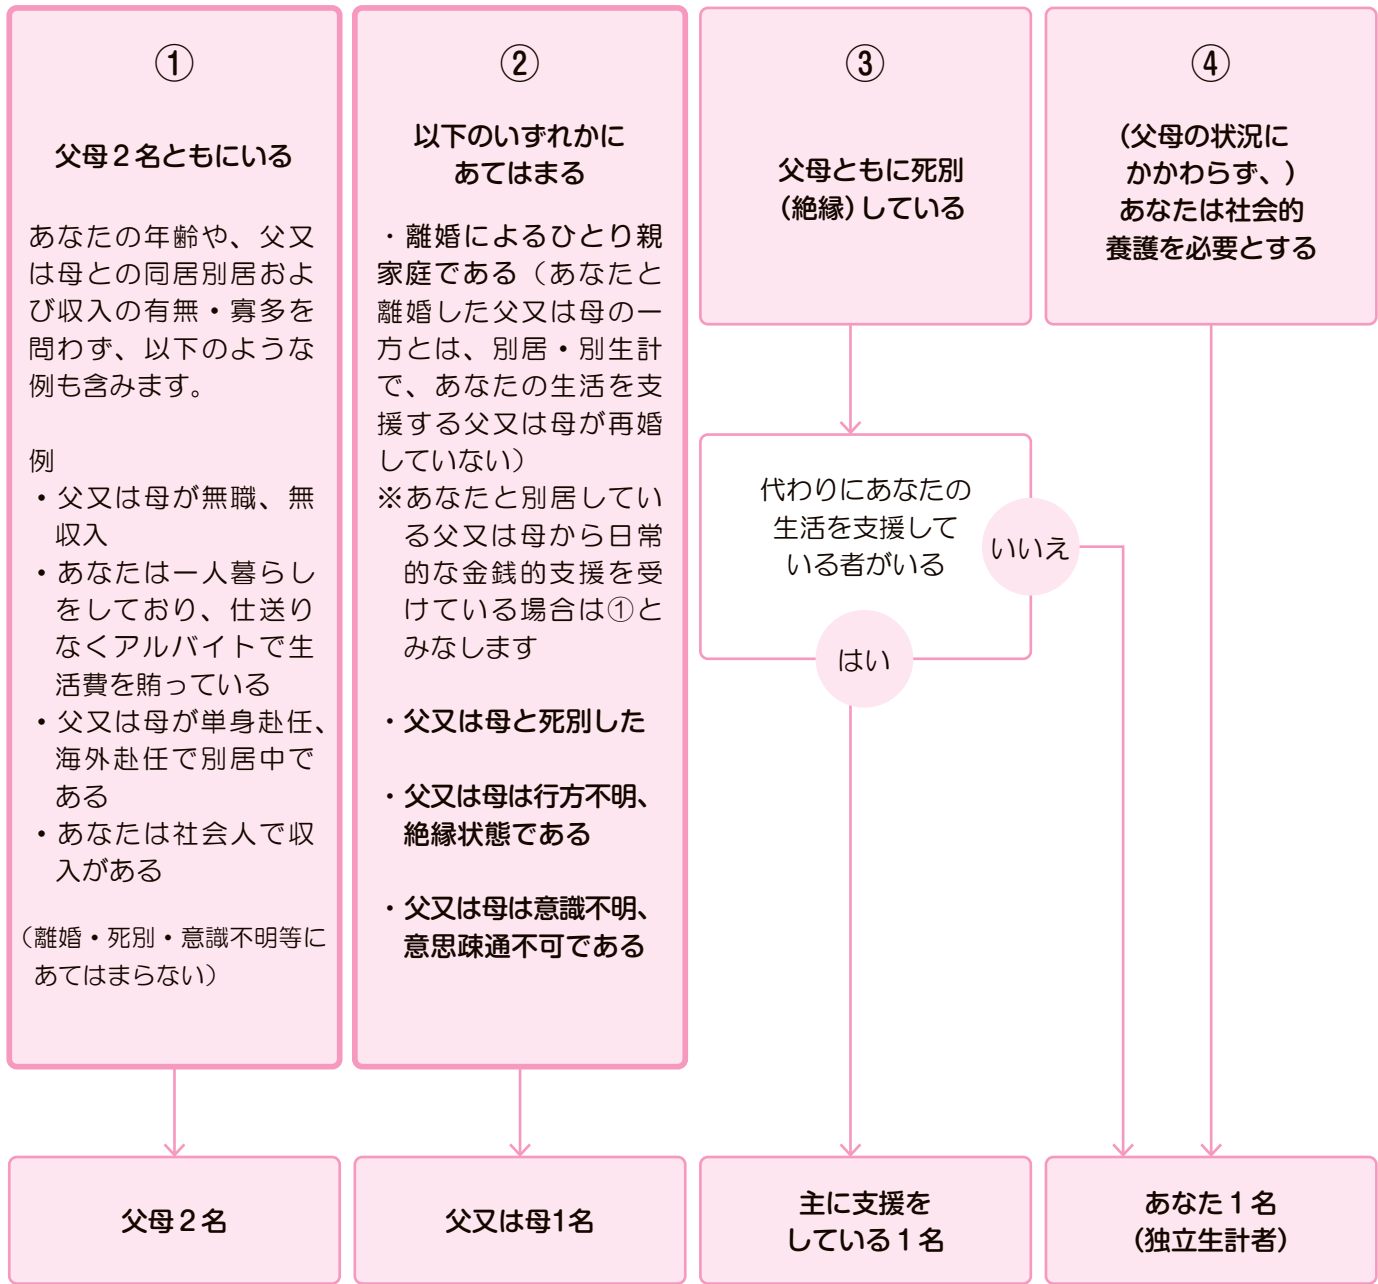 ①
父母２名ともにいる
あなたの年齢や、父又
は母との同居別居およ
び収入の有無・寡多を
問わず、以下のような
例も含みます。
例
・父又は母が無職、無
収入
・あなたは一人暮らし
をしており、仕送り
なくアルバイトで生
活費を賄っている
・父又は母が単身赴任、
海外赴任で別居中で
ある
・あなたは社会人で収
入がある
（離婚・死別・意識不明等に
あてはまらない）
父母２名
②
以下のいずれかに
あてはまる
・離婚によるひとり親
家庭である（あなたと
離婚した父又は母の一
方とは、別居・別生計
で、あなたの生活を支
援する父又は母が再婚
していない）
※あなたと別居してい
る父又は母から日常
的な金銭的支援を受
けている場合は①と
みなします
・父又は母と死別した
・父又は母は行方不明、
絶縁状態である
・父又は母は意識不明、
意思疎通不可である
父又は母1名
③
父母ともに死別
（絶縁）している
代わりにあなたの
生活を支援して
いる者がいる
いいえ
はい
主に支援を
している１名
④
（父母の状況に
かかわらず、）
あなたは社会的
養護を必要とする
あなた１名
（独立生計者）